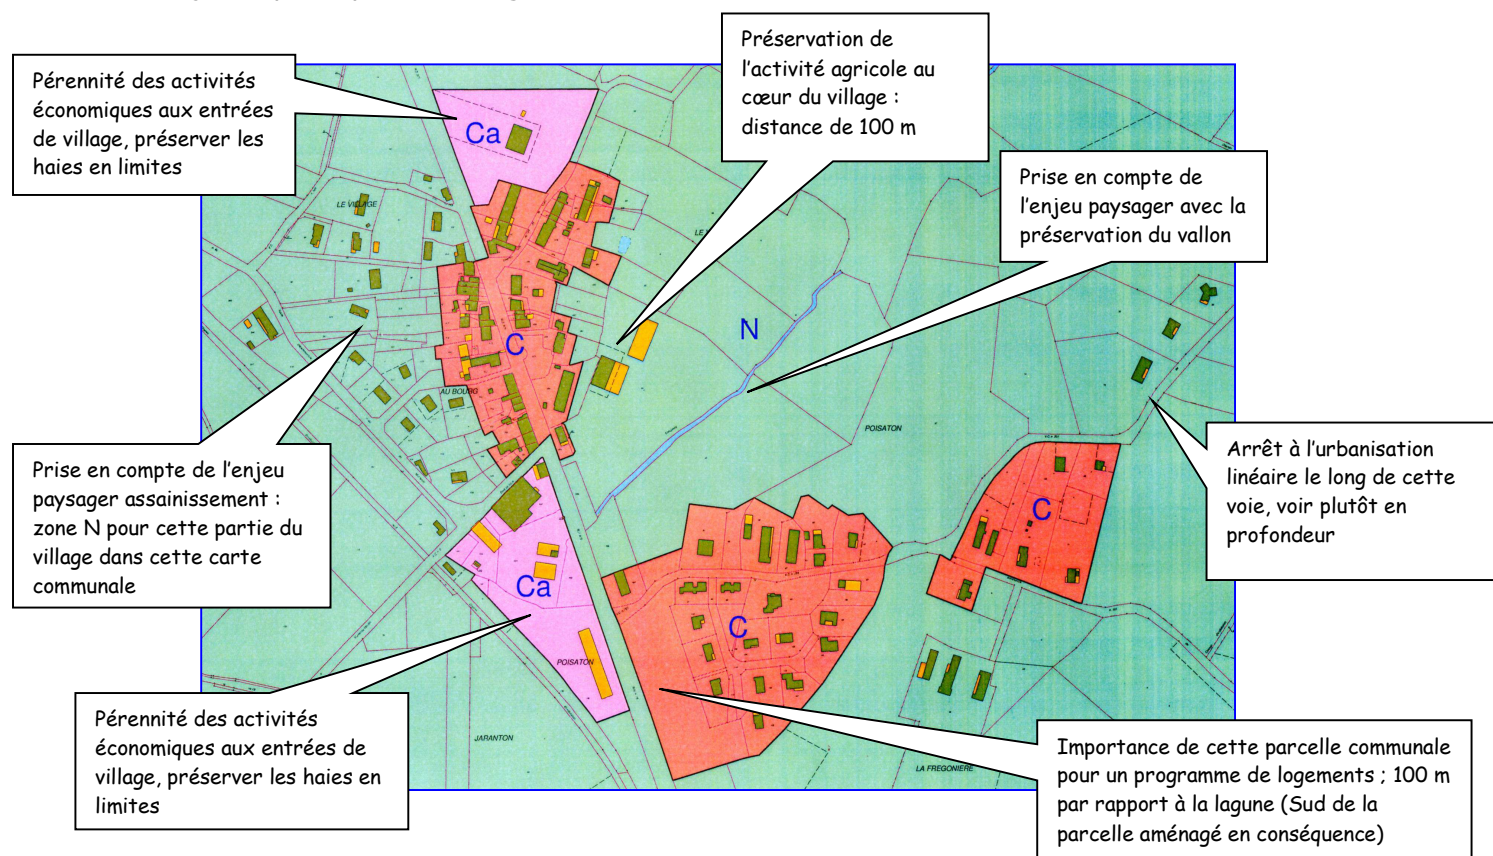 Pérennité des activités
économiques aux entrées
de village, préserver les
haies en limites
Préservation de
l’activité agricole au
cœur du village :
distance de 100 m
Prise en compte de
l’enjeu paysager avec la
préservation du vallon
Ca
LE VILLAGE
N
C
AU BOURG
POISATON
Prise en compte de l’enjeu
paysager assainissement :
zone N pour cette partie du
village dans cette carte
communale
Arrêt à l’urbanisation
linéaire le long de cette
voie, voir plutôt en
profondeur
C
Ca
C
POISATON
JARANTON
LA FREGONIERE
Pérennité des activités
économiques aux entrées de
village, préserver les haies en
limites
Importance de cette parcelle communale
pour un programme de logements ; 100 m
par rapport à la lagune (Sud de la
parcelle aménagé en conséquence)